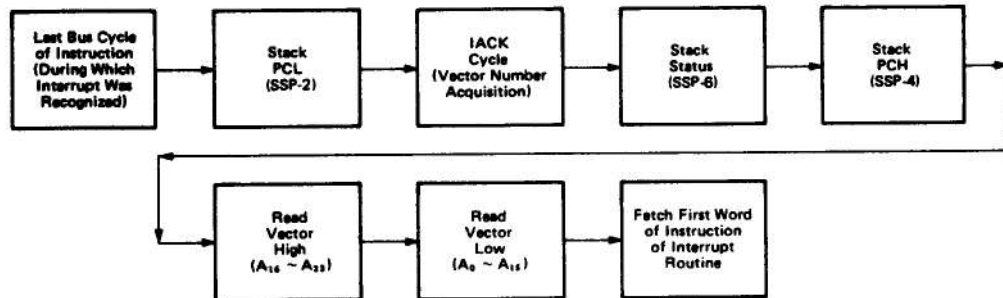 Last Bus Cycle
of Instruction
(During Which
Interrupt Was
Recognized)
Stack
PCL
(SSP-2)
IACK
Cycle
(Vector Number
Acquisition)
Stack
Status
(SSP-6)
Stack
PCH
(SSP-4)
Read
Vector
High
(A₁₆ ~ A₂₃)
Read
Vector
Low
(A₀ ~ A₁₅)
Fetch First Word
of Instruction
of Interrupt
Routine